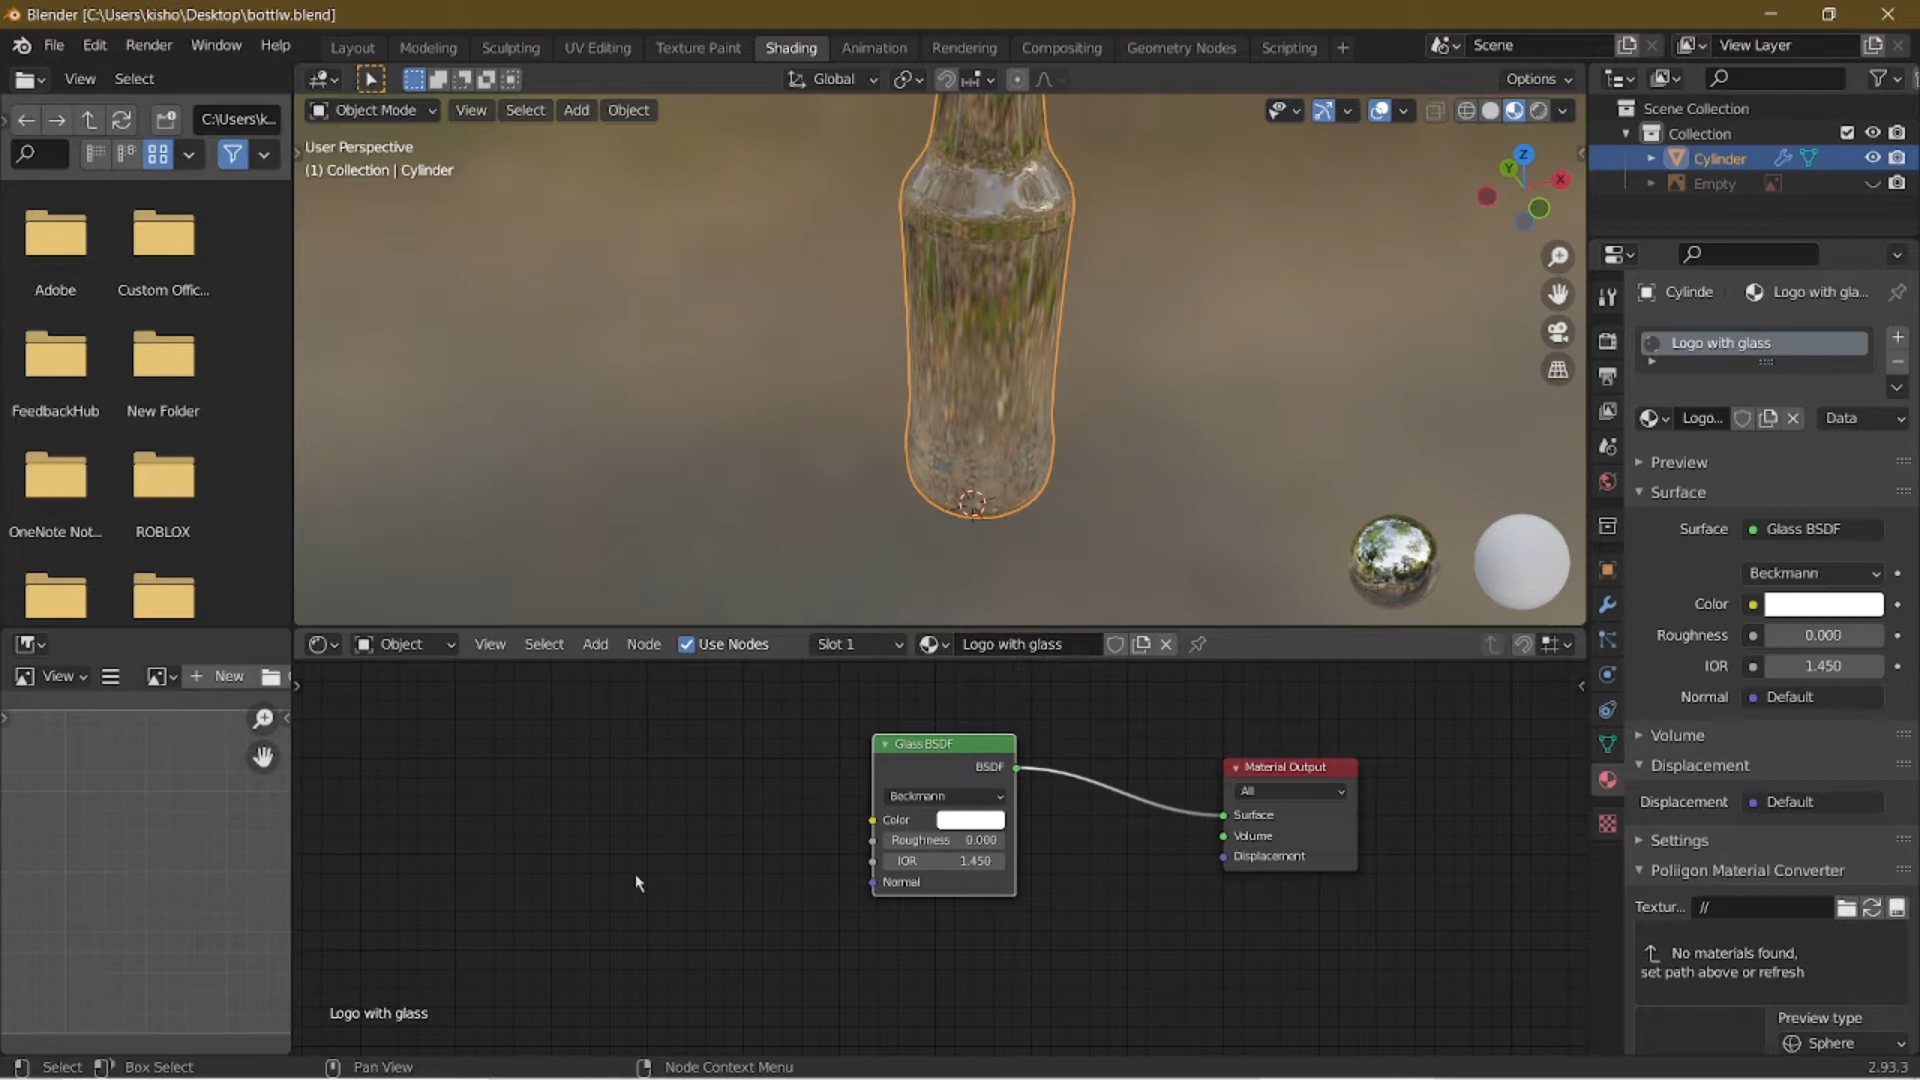 Blender [C:\Users\kisho\Desktop\bottlw.blend]
File Edit Render Window Help
Layout Modeling Sculpting UV Editing Texture Paint Shading Animation Rendering Compositing Geometry Nodes Scripting +
Scene
View Layer
View Select
Global
Options
C:\Users\k...
Object Mode View Select Add Object
User Perspective
(1) Collection | Cylinder
Z
Y
X
Adobe
Custom Offic...
FeedbackHub
New Folder
OneNote Not...
ROBLOX
Scene Collection
Collection
Cylinder
Empty
Cylinde
Logo with gla...
Logo with glass
Logo...
Data
Preview
Surface
Surface Glass BSDF
Beckmann
Color
Roughness 0.000
IOR 1.450
Normal Default
Volume
Displacement
Displacement Default
Settings
Poliigon Material Converter
Textur... //
No materials found,
set path above or refresh
Preview type
Sphere
View
New
Object View Select Add Node Use Nodes Slot 1 Logo with glass
Glass BSDF
BSDF
Beckmann
Color
Roughness 0.000
IOR 1.450
Normal
Material Output
All
Surface
Volume
Displacement
Logo with glass
Select Box Select Pan View Node Context Menu 2.93.3